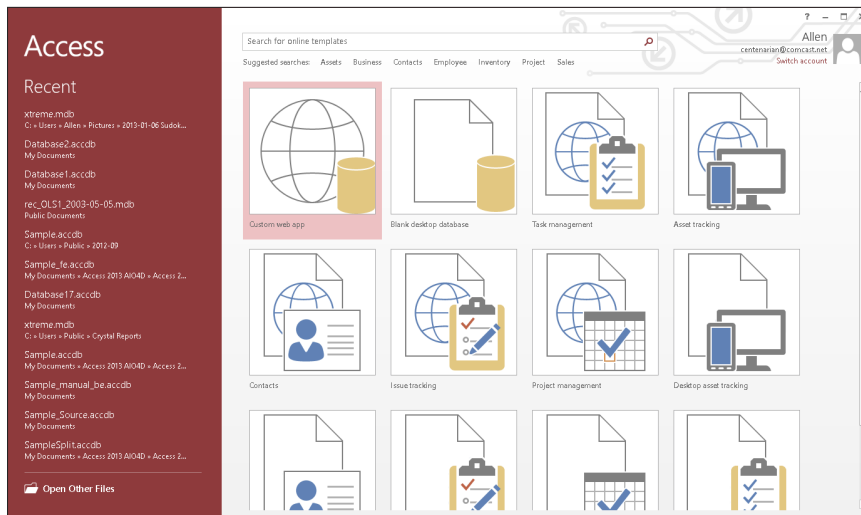 Access
Recent
xtreme.mdb
C: » Users » Allen » Pictures » 2013-01-06 Sudok...
Database2.accdb
My Documents
Database1.accdb
My Documents
rec_OLS1_2003-05-05.mdb
Public Documents
Sample.accdb
C: » Users » Public » 2012-09
Sample_fe.accdb
My Documents » Access 2013 AIO4D » Access 2...
Database17.accdb
My Documents
xtreme.mdb
C: » Users » Public » Crystal Reports
Sample.accdb
My Documents » Access 2013 AIO4D » Access 2...
Sample_manual_be.accdb
My Documents
Sample_Source.accdb
My Documents
SampleSplit.accdb
My Documents » Access 2013 AIO4D » Access 2...
Open Other Files
?
Allen
centenarian@comcast.net
Switch account
Search for online templates
Suggested searches: Assets Business Contacts Employee Inventory Project Sales
Custom web app
Blank desktop database
Task management
Asset tracking
Contacts
Issue tracking
Project management
Desktop asset tracking